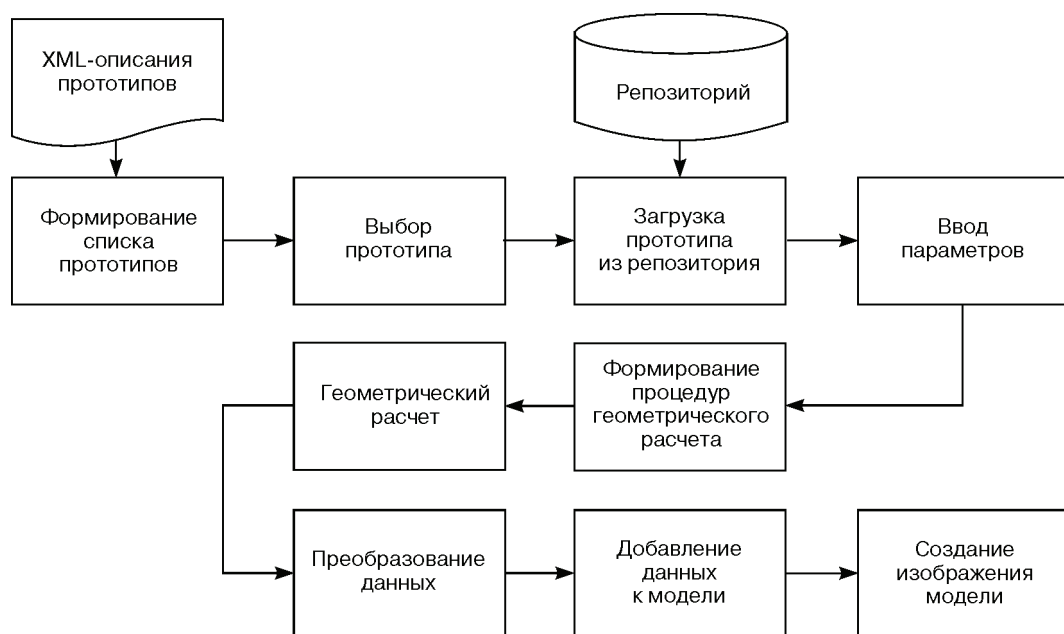 XML-описания
прототипов
Репозиторий
Формирование
списка
прототипов
Выбор
прототипа
Загрузка
прототипа
из репозитория
Ввод
параметров
Геометрический
расчет
Формирование
процедур
геометрического
расчета
Преобразование
данных
Добавление
данных
к модели
Создание
изображения
модели